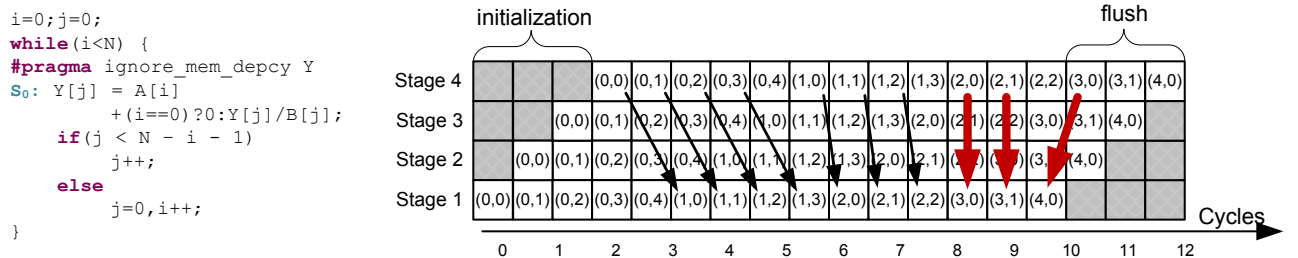 i=0;j=0;
while(i<N) {
#pragma ignore_mem_depcy Y
S₀: Y[j] = A[i]
+(i==0)?0:Y[j]/B[j];
if(j < N - i - 1)
j++;
else
j=0,i++;
}
initialization
flush
Stage 4 (0,0) (0,1) (0,2) (0,3) (0,4) (1,0) (1,1) (1,2) (1,3) (2,0) (2,1) (2,2) (3,0) (3,1) (4,0)
Stage 3 (0,0) (0,1) (0,2) (0,3) (0,4) (1,0) (1,1) (1,2) (1,3) (2,0) (2,1) (2,2) (3,0) (3,1) (4,0)
Stage 2 (0,0) (0,1) (0,2) (0,3) (0,4) (1,0) (1,1) (1,2) (1,3) (2,0) (2,1) (4,0)
Stage 1 (0,0) (0,1) (0,2) (0,3) (0,4) (1,0) (1,1) (1,2) (1,3) (2,0) (2,1) (2,2) (3,0) (3,1) (4,0)
Cycles
0 1 2 3 4 5 6 7 8 9 10 11 12